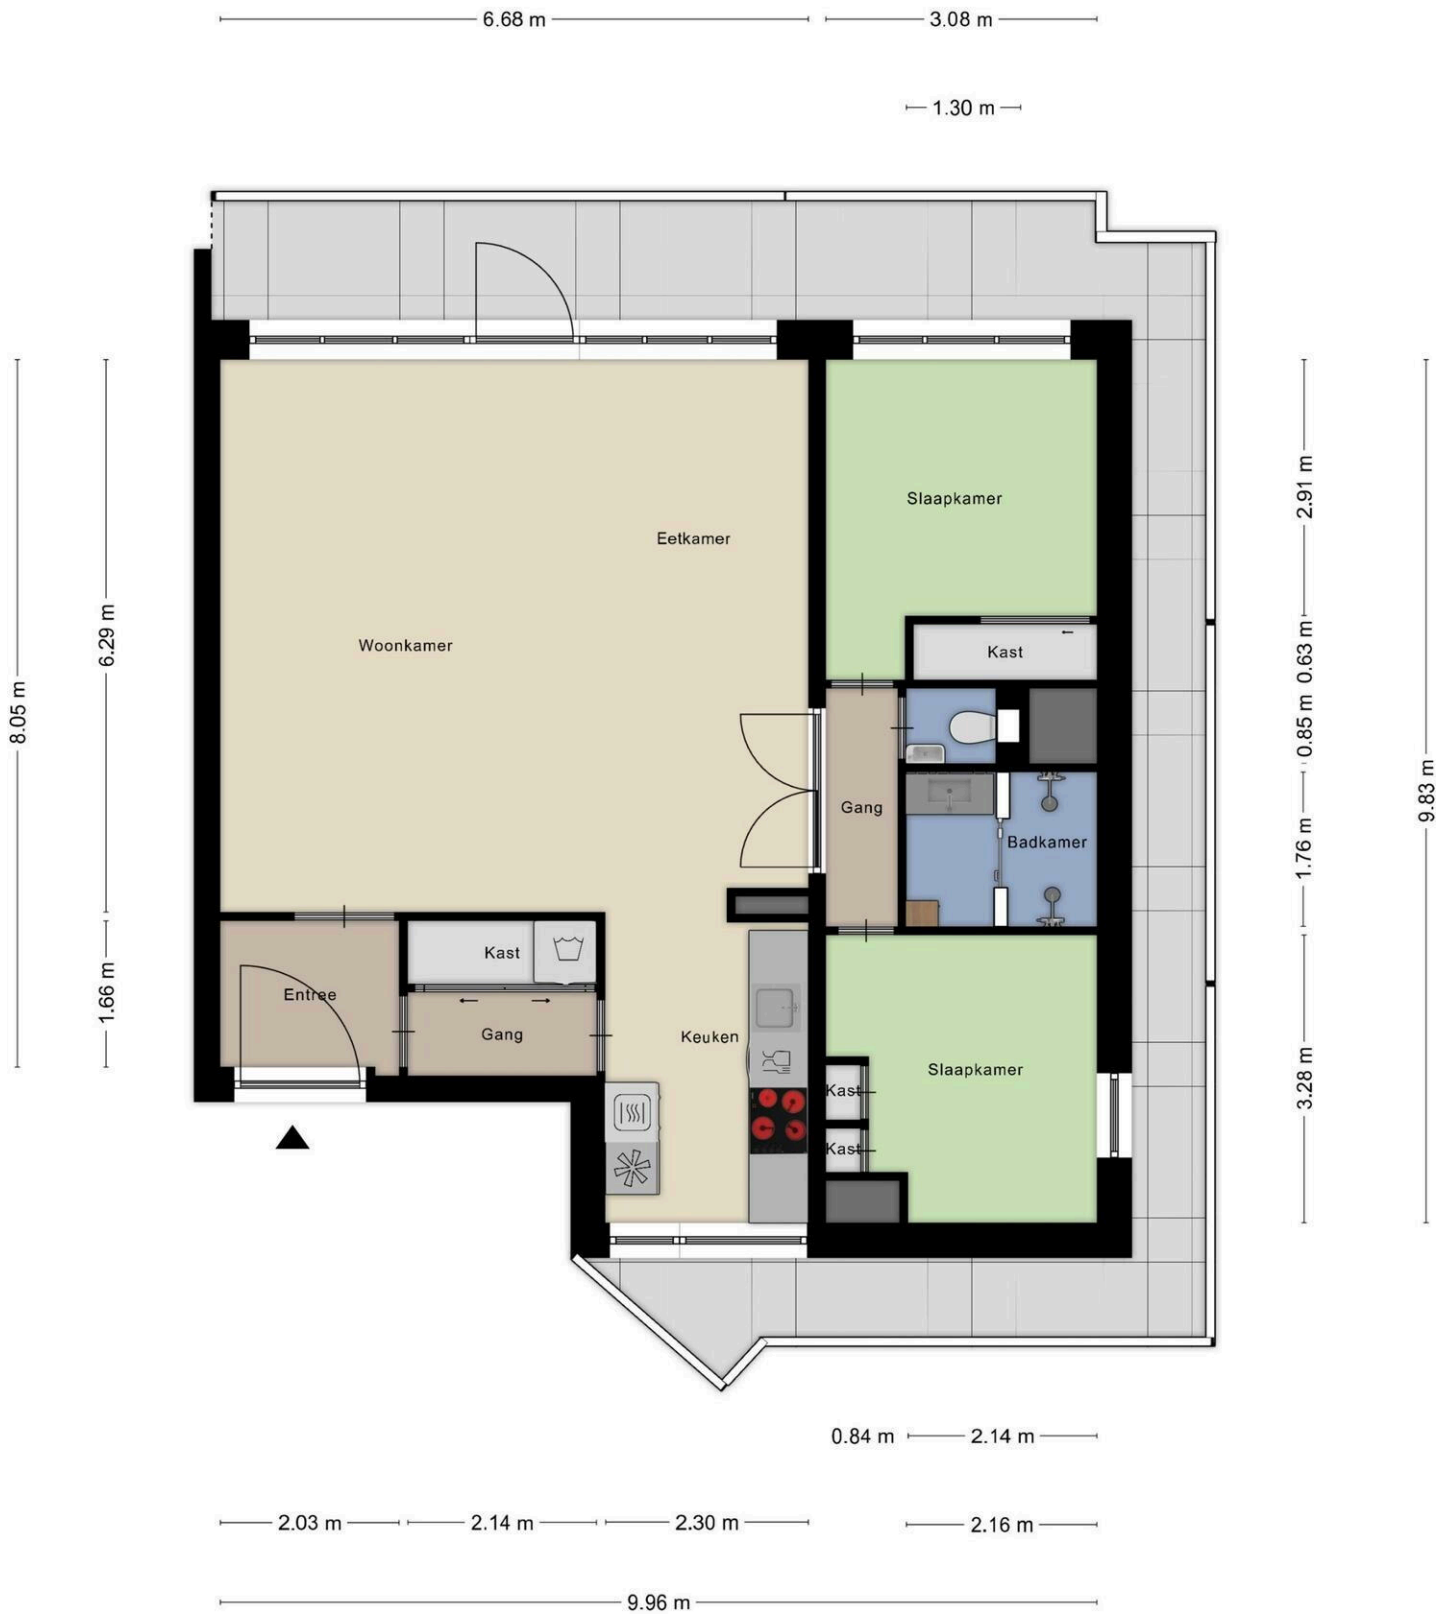 6.68 m
3.08 m
1.30 m
Slaapkamer
2.91 m
Eetkamer
Woonkamer
6.29 m
Kast
0.63 m
8.05 m
0.85 m
Gang
Badkamer
1.76 m
9.83 m
Kast
Entree
1.66 m
Gang
Keuken
Slaapkamer
Kast
3.28 m
Kast
0.84 m
2.14 m
2.03 m
2.14 m
2.30 m
2.16 m
9.96 m